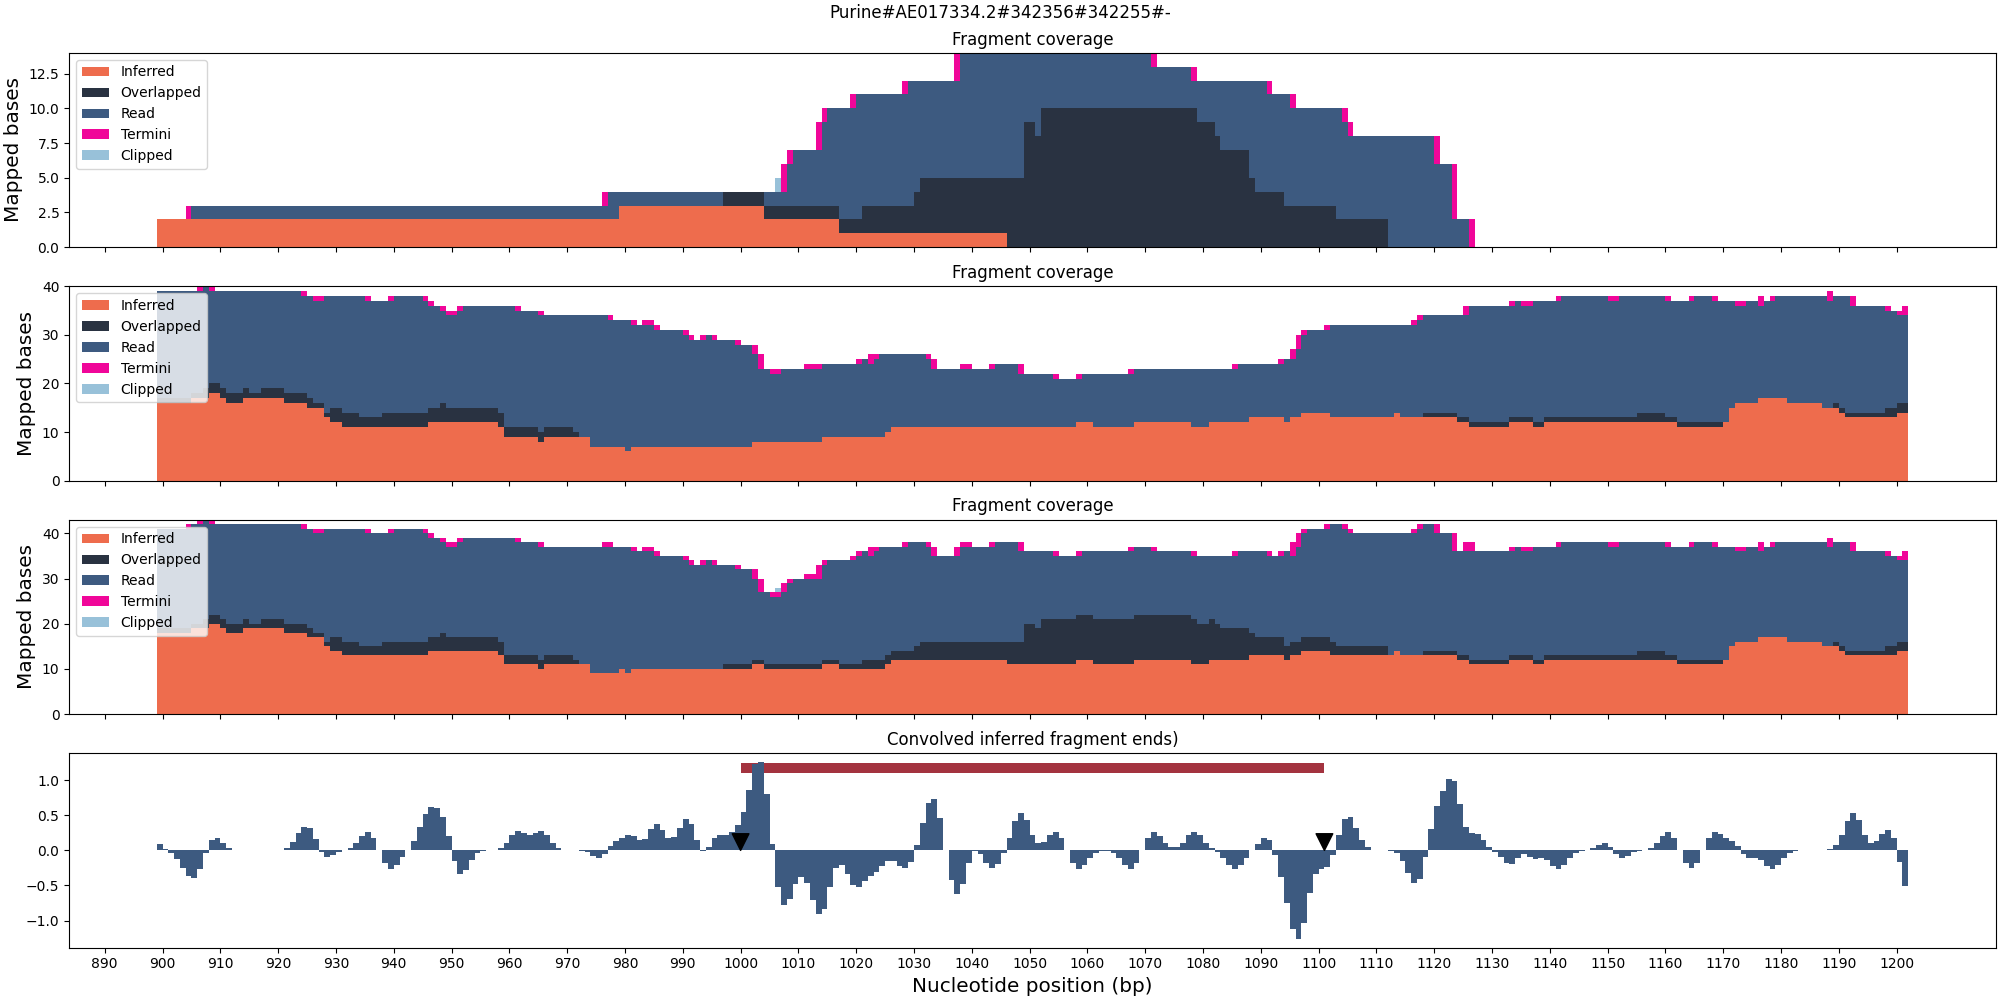 Purine#AE017334.2#342356#342255#-
Fragment coverage
Mapped bases
12.5
10.0
7.5
5.0
2.5
0.0
Inferred
Overlapped
Read
Termini
Clipped
Fragment coverage
Mapped bases
40
30
20
10
0
Inferred
Overlapped
Read
Termini
Clipped
Fragment coverage
Mapped bases
40
30
20
10
0
Inferred
Overlapped
Read
Termini
Clipped
Convolved inferred fragment ends)
1.0
0.5
0.0
−0.5
−1.0
890 900 910 920 930 940 950 960 970 980 990 1000 1010 1020 1030 1040 1050 1060 1070 1080 1090 1100 1110 1120 1130 1140 1150 1160 1170 1180 1190 1200
Nucleotide position (bp)